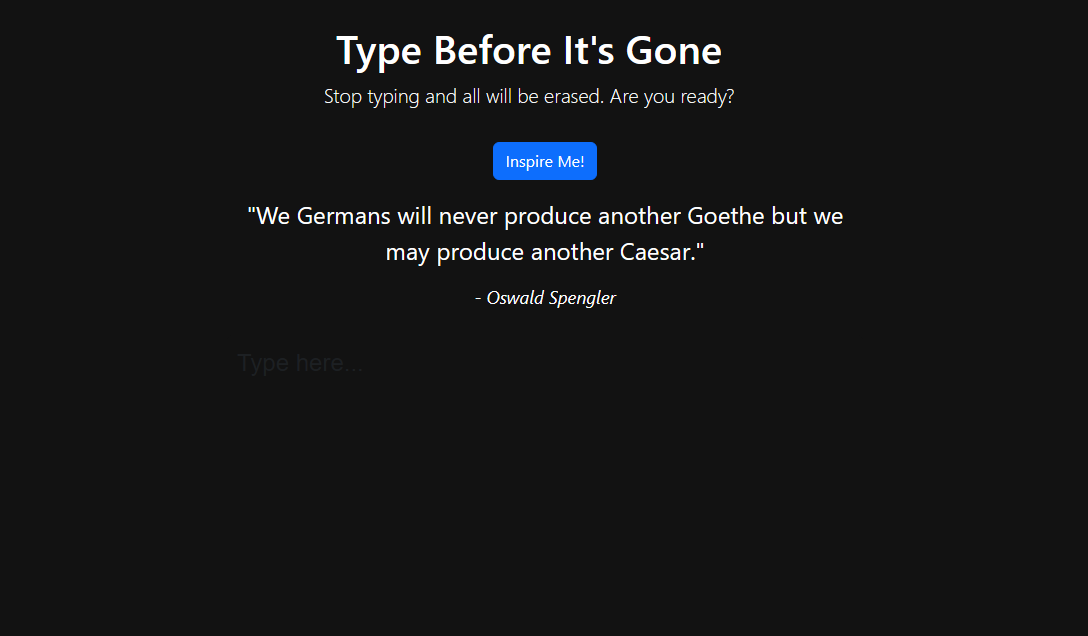 Type Before It's Gone
Stop typing and all will be erased. Are you ready?
Inspire Me!
"We Germans will never produce another Goethe but we
may produce another Caesar."
- Oswald Spengler
Type here...